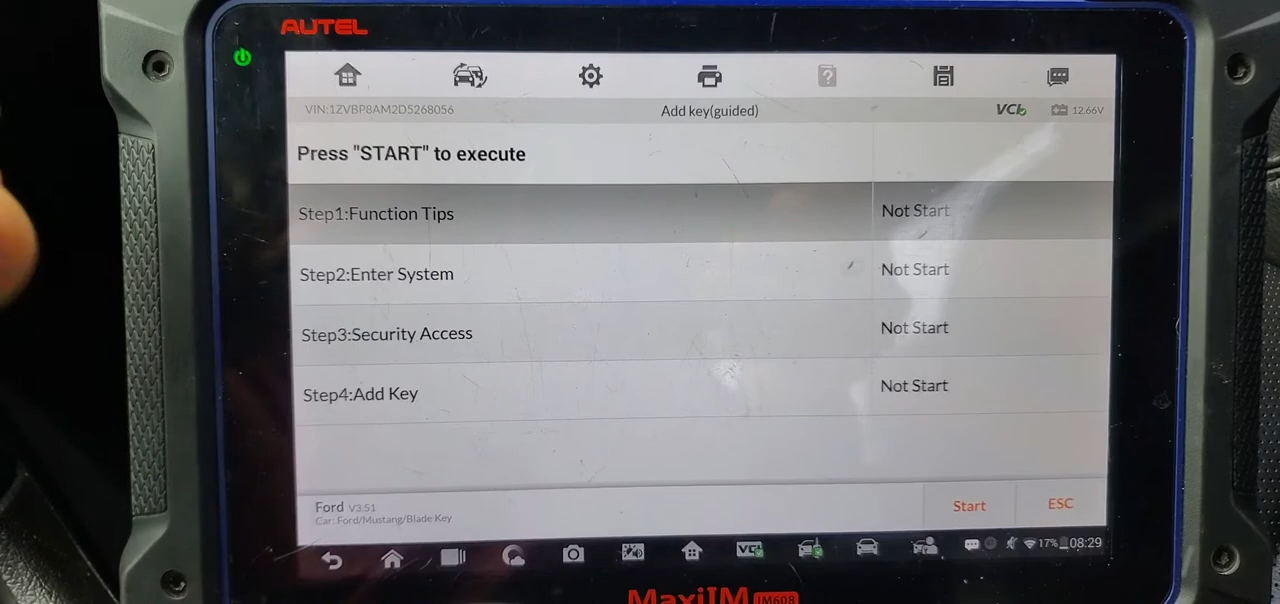 AUTEL
VIN:1ZVBP8AM2D5268056
Add key(guided)
VCI
12.66V
Press "START" to execute
Step1:Function Tips
Not Start
Step2:Enter System
Not Start
Step3:Security Access
Not Start
Step4:Add Key
Not Start
Ford V3.51
Car: Ford/Mustang/Blade Key
Start
ESC
VCI
17%
08:29
MaxiIM IM608